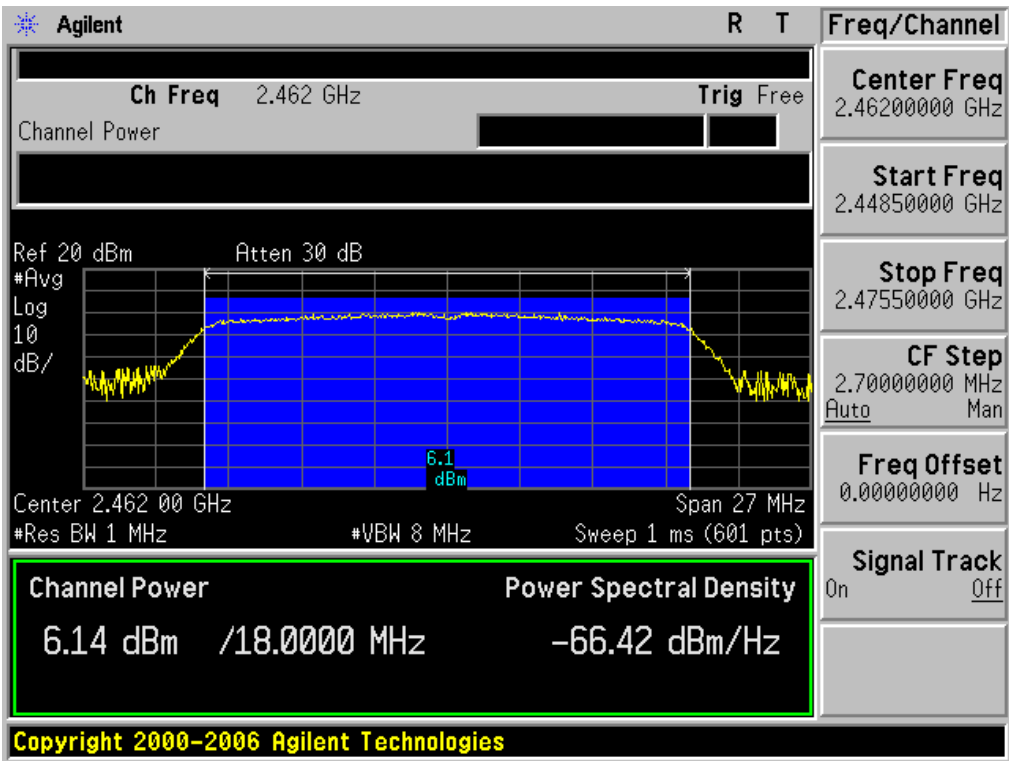 Agilent R T
Ch Freq 2.462 GHz Trig Free
Channel Power
Ref 20 dBm Atten 30 dB
#Avg
Log
10
dB/
6.1
dBm
Center 2.462 00 GHz Span 27 MHz
#Res BW 1 MHz #VBW 8 MHz Sweep 1 ms (601 pts)
Channel Power Power Spectral Density
6.14 dBm /18.0000 MHz -66.42 dBm/Hz
Copyright 2000-2006 Agilent Technologies
Freq/Channel
Center Freq
2.46200000 GHz
Start Freq
2.44850000 GHz
Stop Freq
2.47550000 GHz
CF Step
2.70000000 MHz
Auto Man
Freq Offset
0.00000000 Hz
Signal Track
On Off